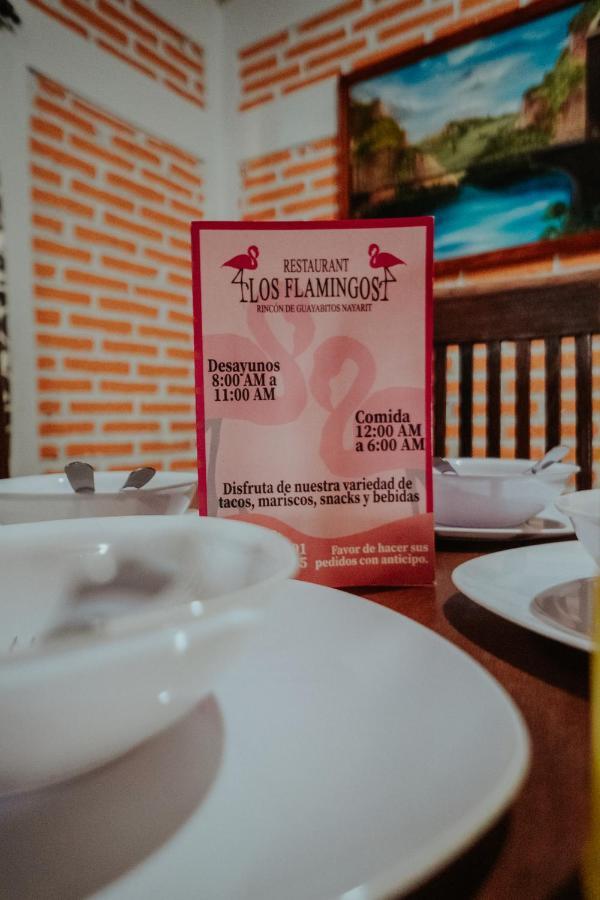 RESTAURANT
LOS FLAMINGOS
RINCÓN DE GUAYABITOS NAYARIT
Desayunos
8:00 AM a
11:00 AM
Comida
12:00 AM
a 6:00 AM
Disfruta de nuestra variedad de
tacos, mariscos, snacks y bebidas
Favor de hacer sus
pedidos con anticipo.